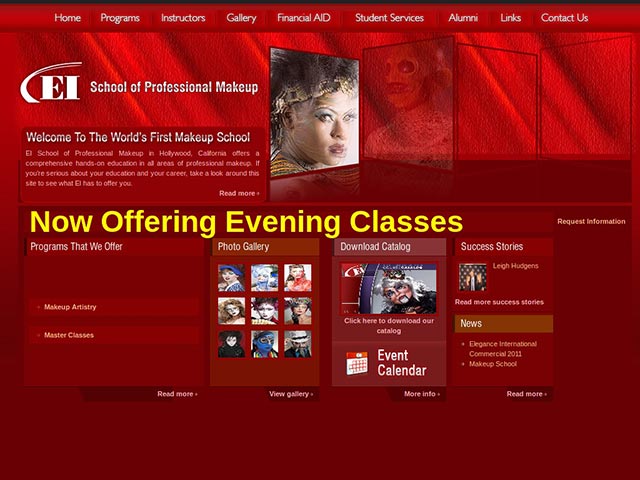 Home Programs Instructors Gallery Financial AID Student Services Alumni Links Contact Us
CEI School of Professional Makeup
Welcome To The World's First Makeup School
EI School of Professional Makeup in Hollywood, California offers a
comprehensive hands-on education in all areas of professional makeup. If
you're serious about your education and your career, take a look around this
site to see what EI has to offer you.
Read more
Now Offering Evening Classes
Request Information
Programs That We Offer
Makeup Artistry
Master Classes
Read more
Photo Gallery
View gallery
Download Catalog
Click here to download our
catalog
Event
Calendar
More info
Success Stories
Leigh Hudgens
Read more success stories
News
Elegance International
Commercial 2011
Makeup School
Read more